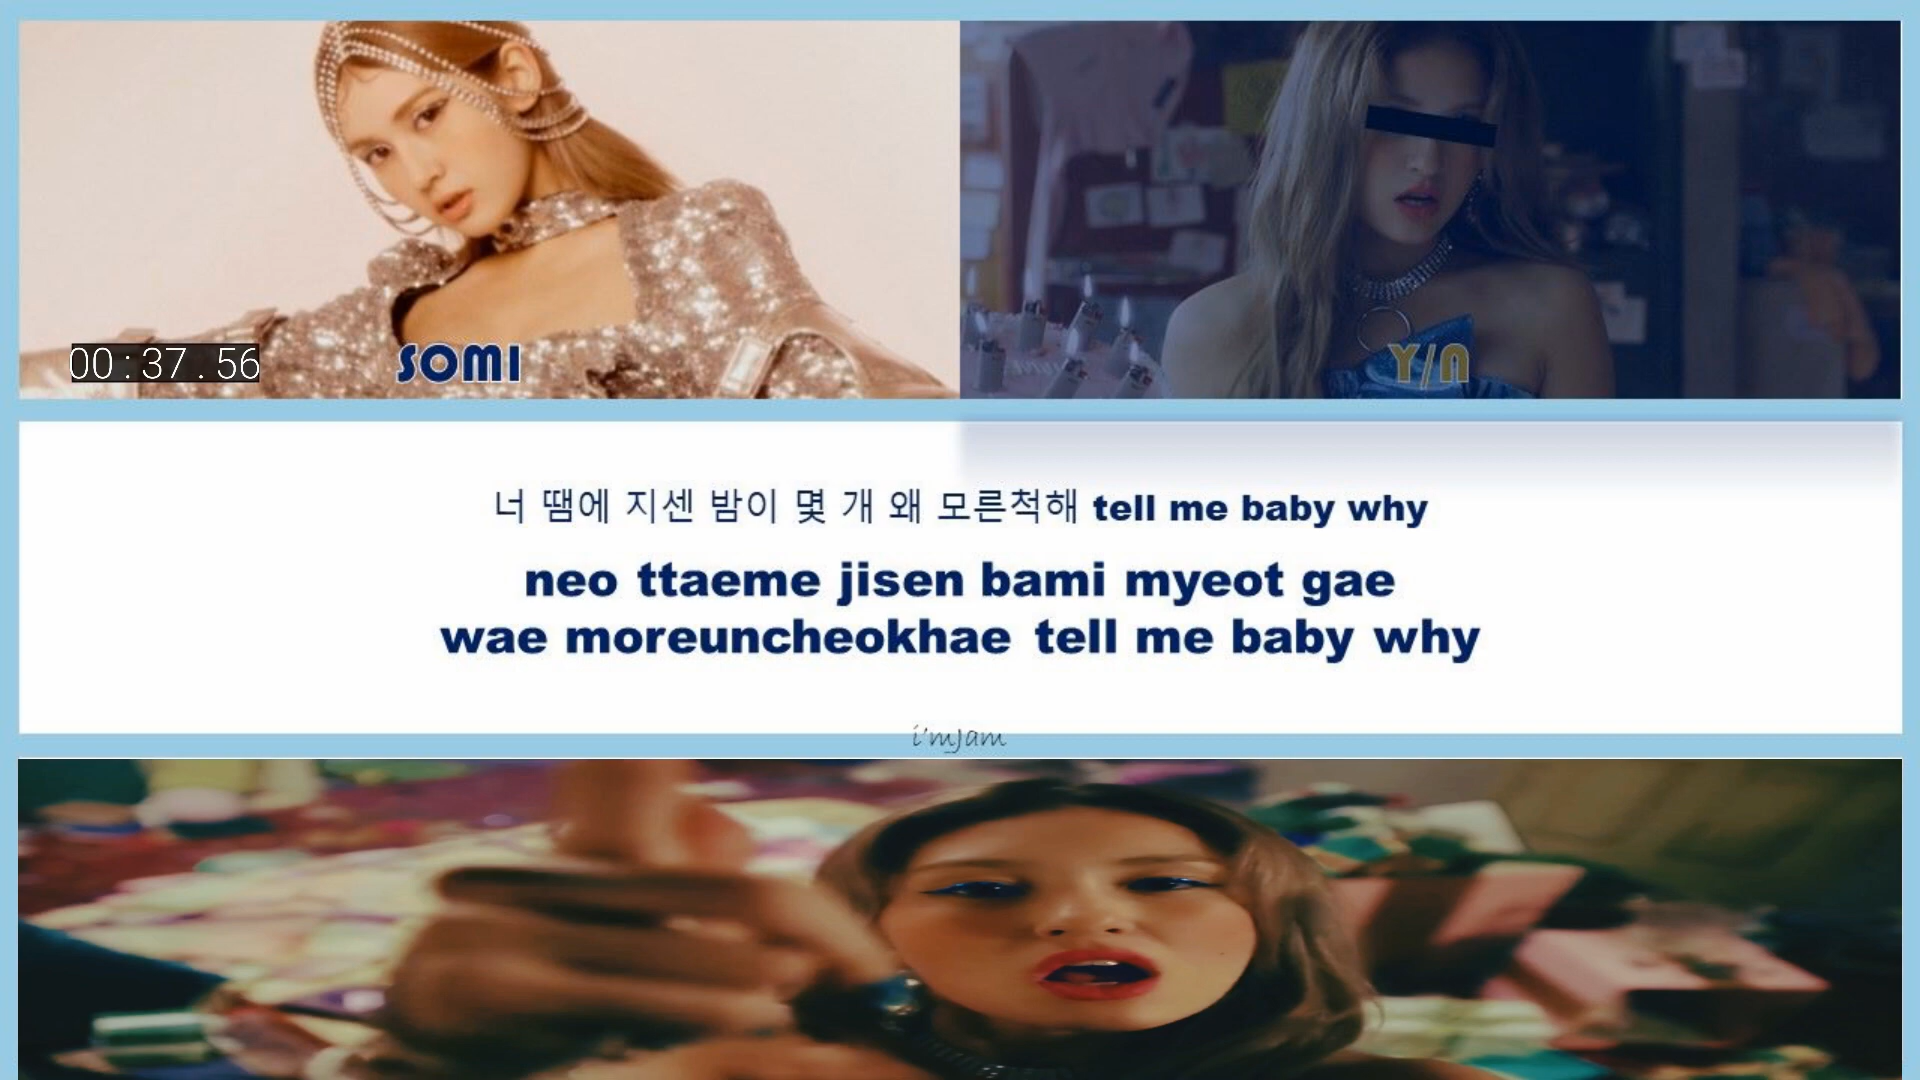 00:37.56
SOMI
Y/N
너 땜에 지센 밤이 몇 개 왜 모른척해 tell me baby why
neo ttaeme jisen bami myeot gae
wae moreuncheokhae tell me baby why
i'mJam